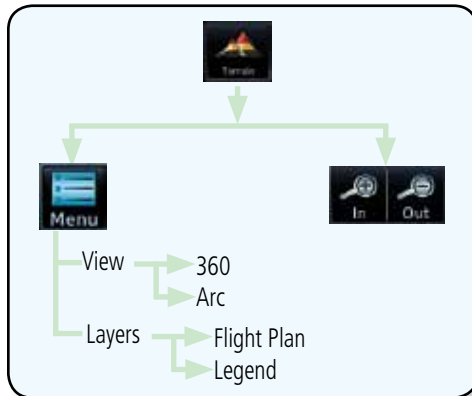 Terrain
Menu
In Out
View
360
Arc
Layers
Flight Plan
Legend